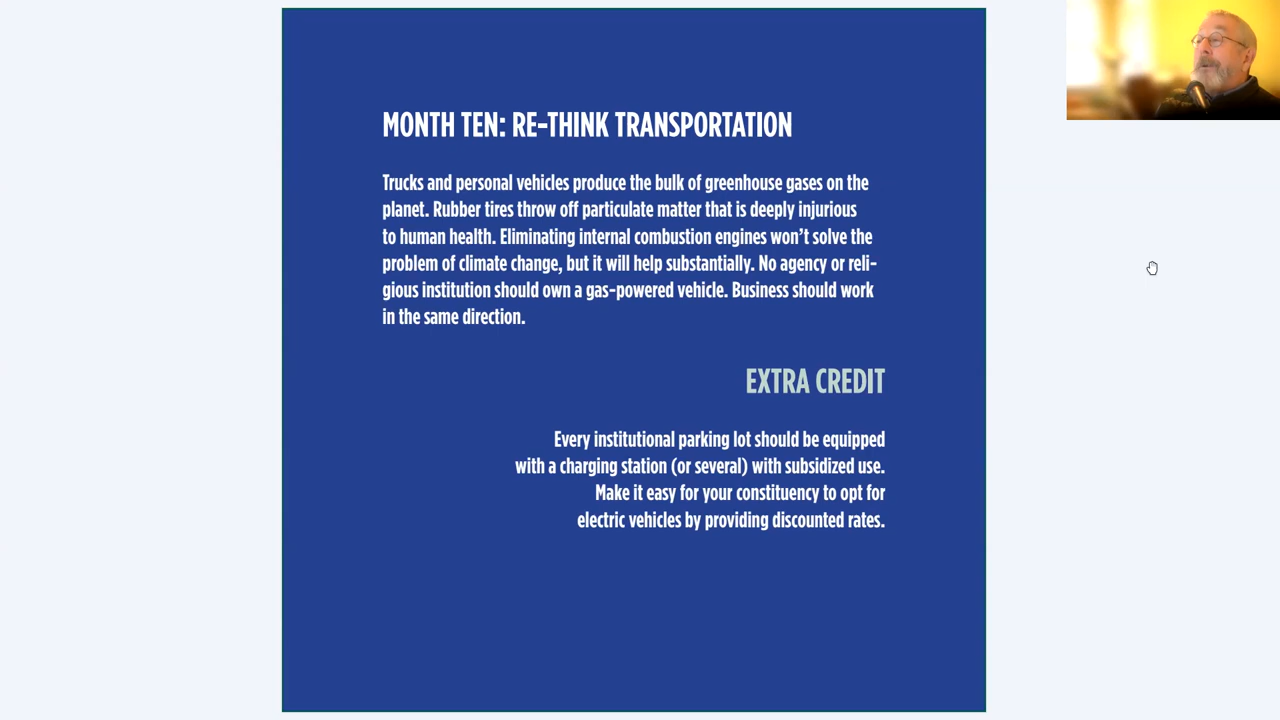 MONTH TEN: RE-THINK TRANSPORTATION
Trucks and personal vehicles produce the bulk of greenhouse gases on the
planet. Rubber tires throw off particulate matter that is deeply injurious
to human health. Eliminating internal combustion engines won’t solve the
problem of climate change, but it will help substantially. No agency or reli-
gious institution should own a gas-powered vehicle. Business should work
in the same direction.
EXTRA CREDIT
Every institutional parking lot should be equipped
with a charging station (or several) with subsidized use.
Make it easy for your constituency to opt for
electric vehicles by providing discounted rates.